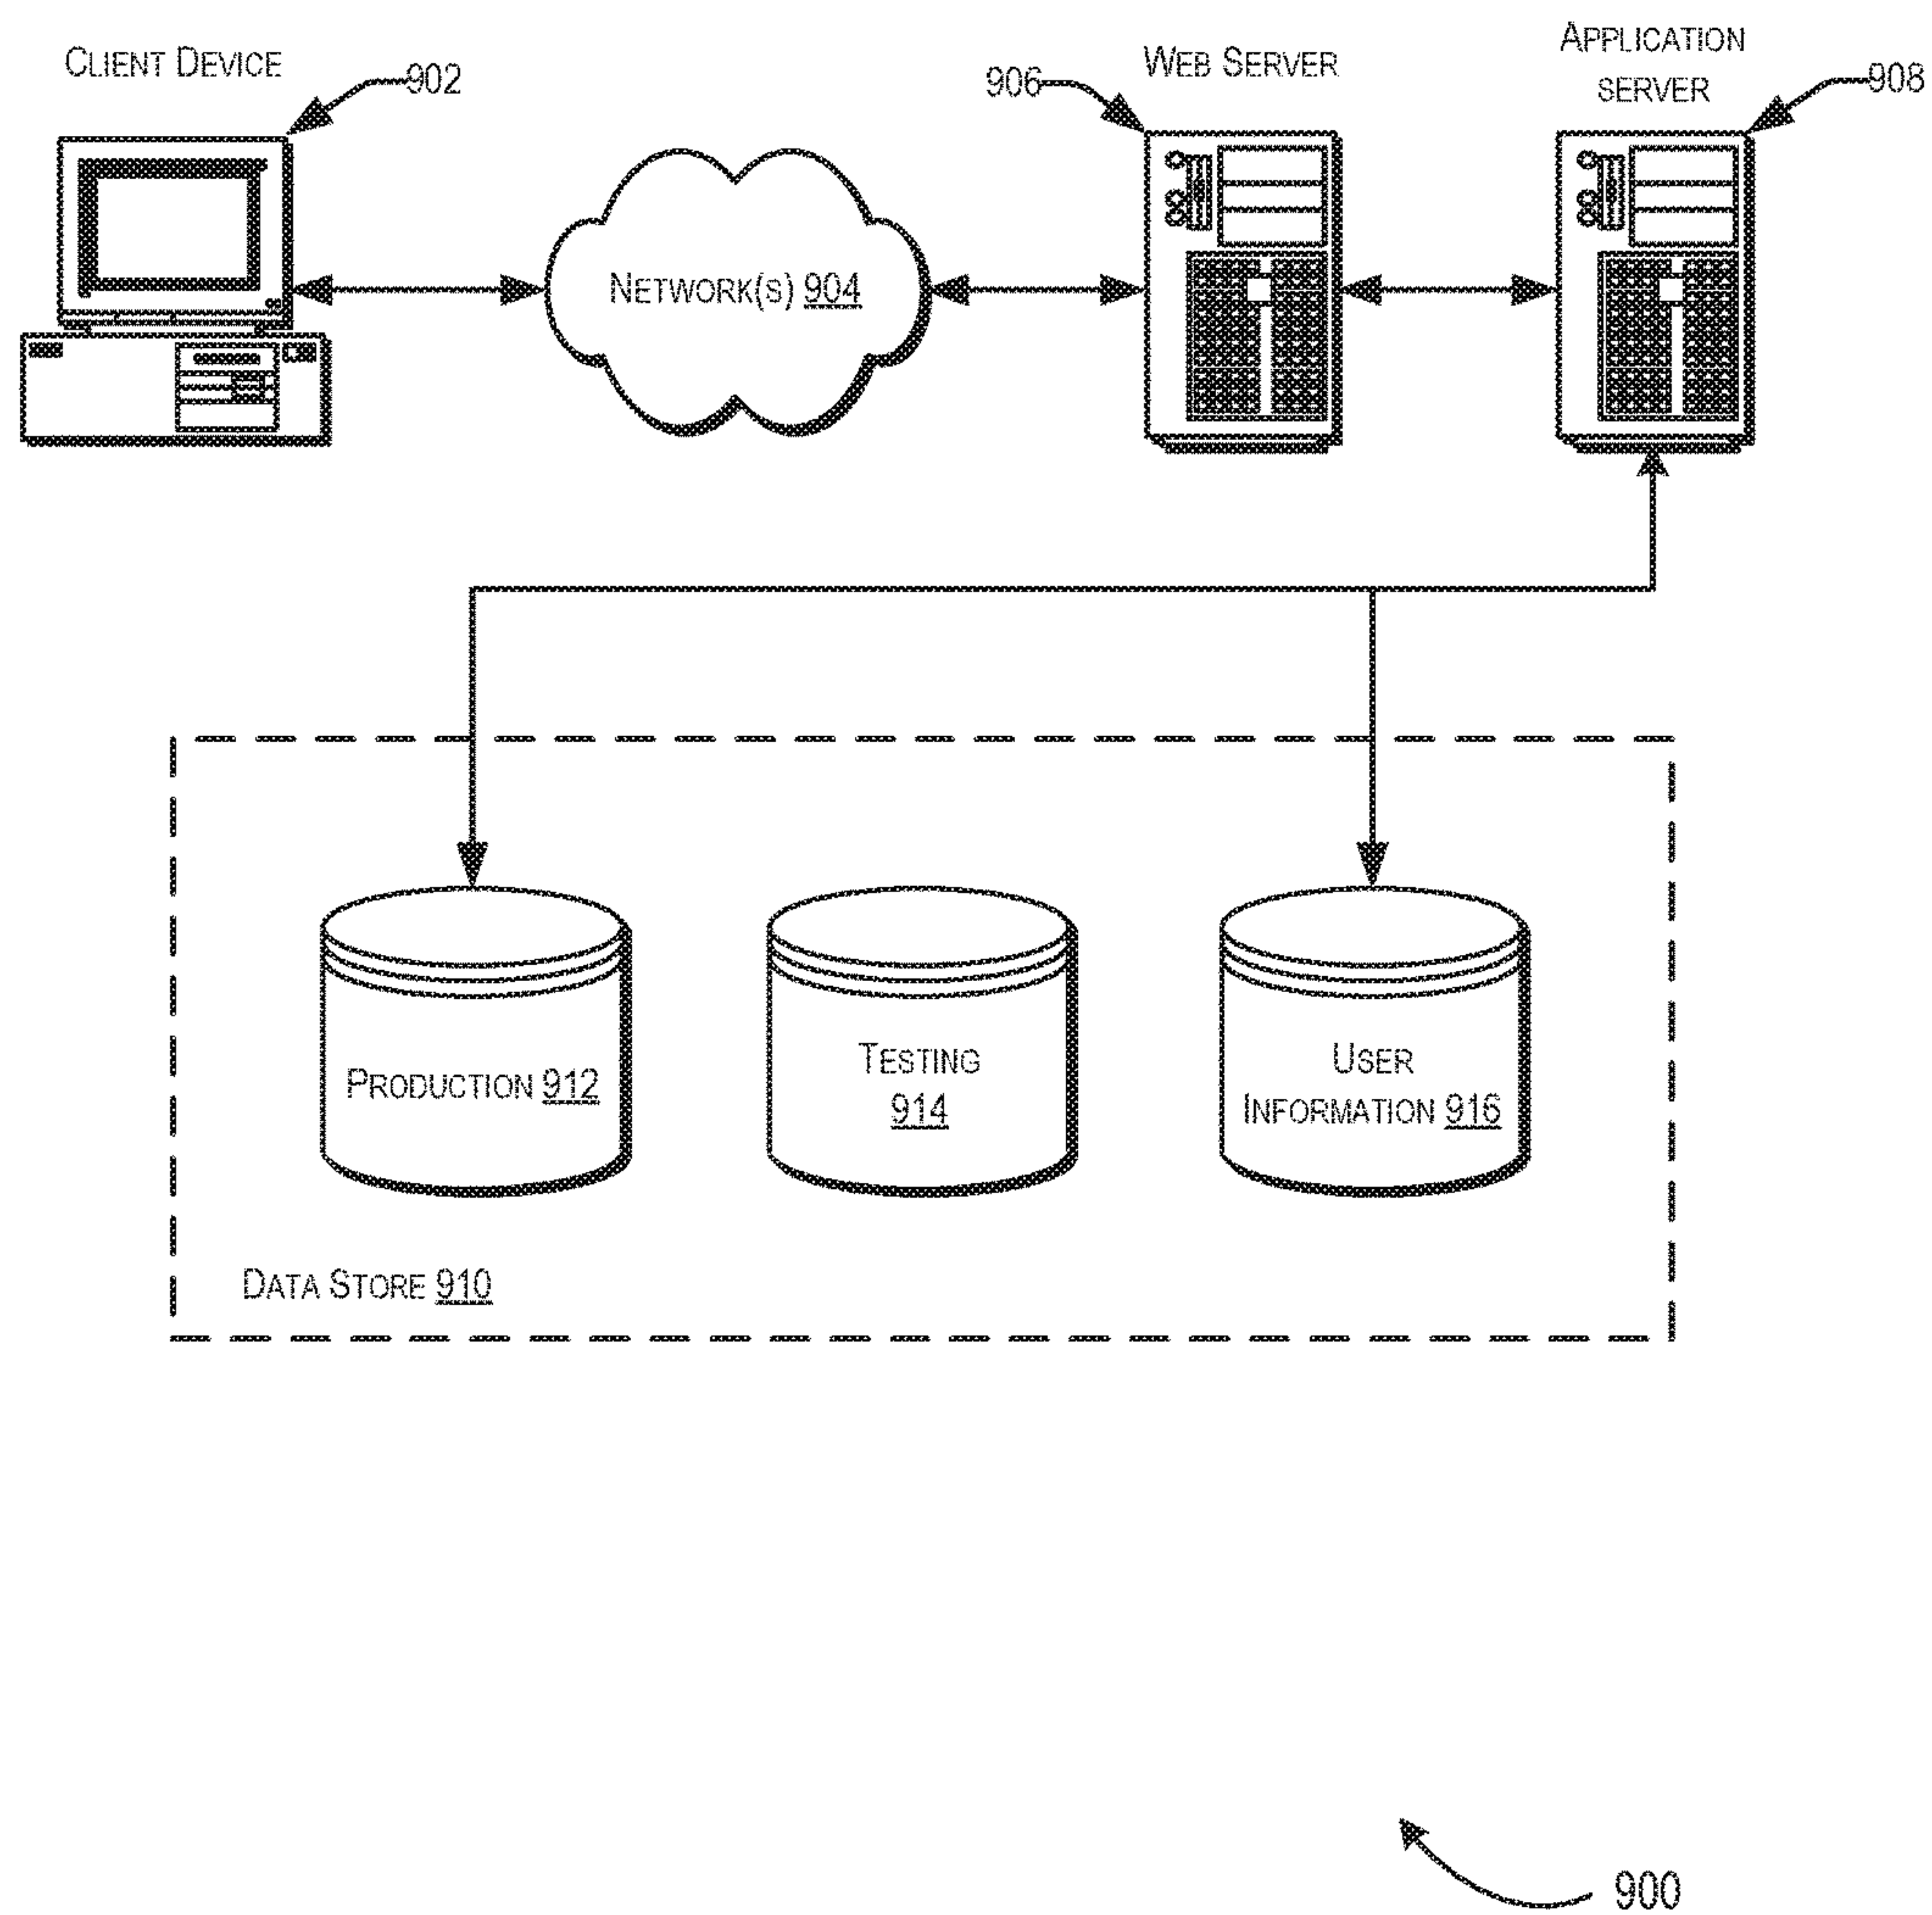 CLIENT DEVICE
902
906
WEB SERVER
APPLICATION
SERVER
908
NETWORK(S) 904
PRODUCTION 912
TESTING
914
USER
INFORMATION 916
DATA STORE 910
900